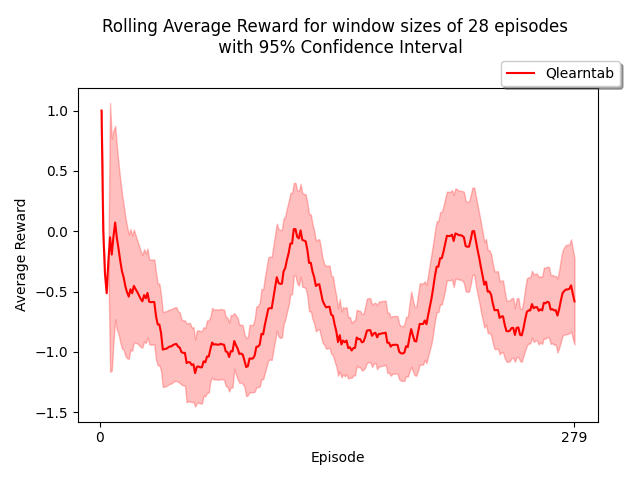 Rolling Average Reward for window sizes of 28 episodes
with 95% Confidence Interval
Qlearntab
1.0
0.5
0.0
−0.5
−1.0
−1.5
Average Reward
0
279
Episode